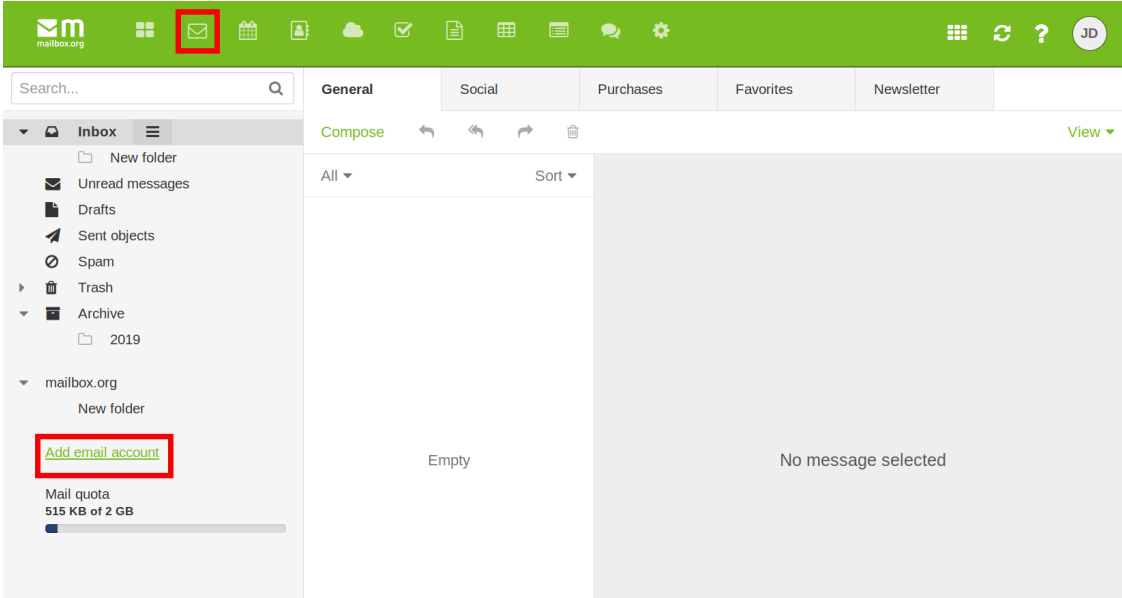 m
mailbox.org
?
JD
Search...
General
Social
Purchases
Favorites
Newsletter
Inbox
Compose
View
New folder
All
Sort
Unread messages
Drafts
Sent objects
Spam
Trash
Archive
2019
mailbox.org
New folder
Add email account
Empty
No message selected
Mail quota
515 KB of 2 GB